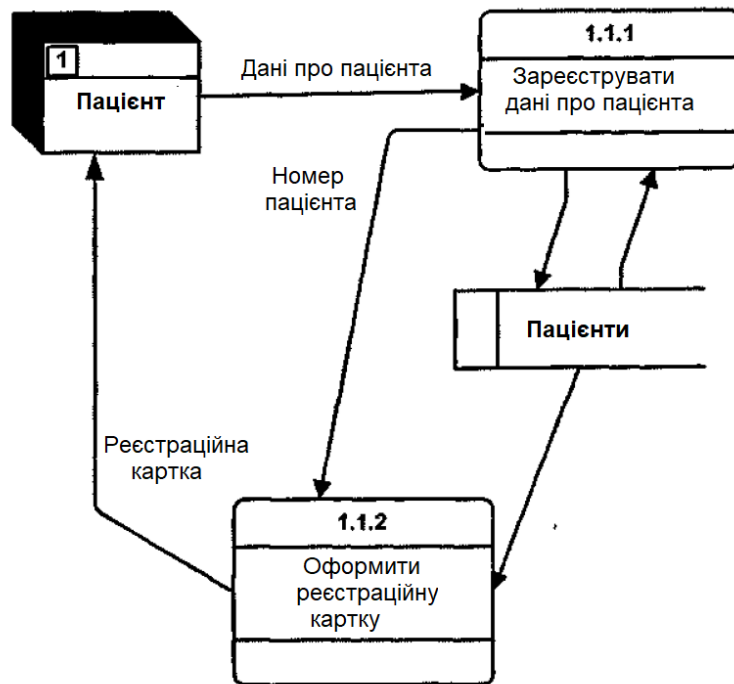 1
Пацієнт
Дані про пацієнта
1.1.1
Зареєструвати
дані про пацієнта
Номер
пацієнта
Пацієнти
Реєстраційна
картка
1.1.2
Оформити
реєстраційну
картку